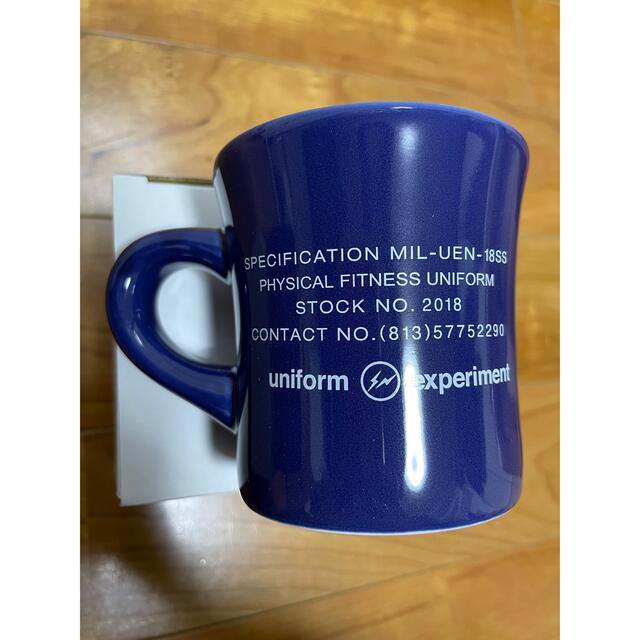 SPECIFICATION MIL-UEN-18SS
PHYSICAL FITNESS UNIFORM
STOCK NO. 2018
CONTACT NO.(813)57752290
uniform experiment